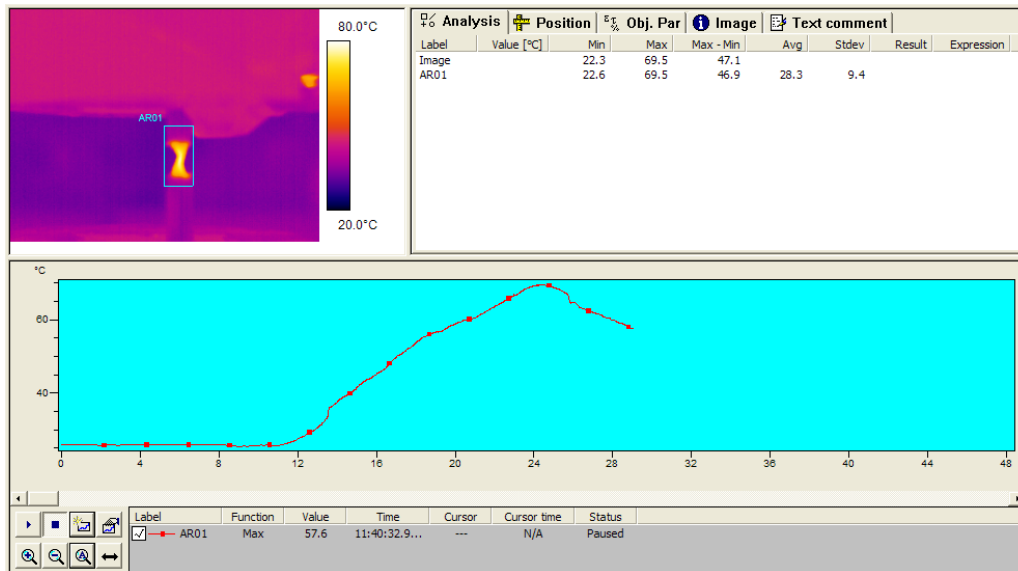 80.0°C
AR01
20.0°C
Analysis Position Obj. Par Image Text comment
Label Value [°C] Min Max Max - Min Avg Stdev Result Expression
Image 22.3 69.5 47.1
AR01 22.6 69.5 46.9 28.3 9.4
°C
60
40
0 4 8 12 16 20 24 28 32 36 40 44 48
Label Function Value Time Cursor Cursor time Status
AR01 Max 57.6 11:40:32.9... --- N/A Paused